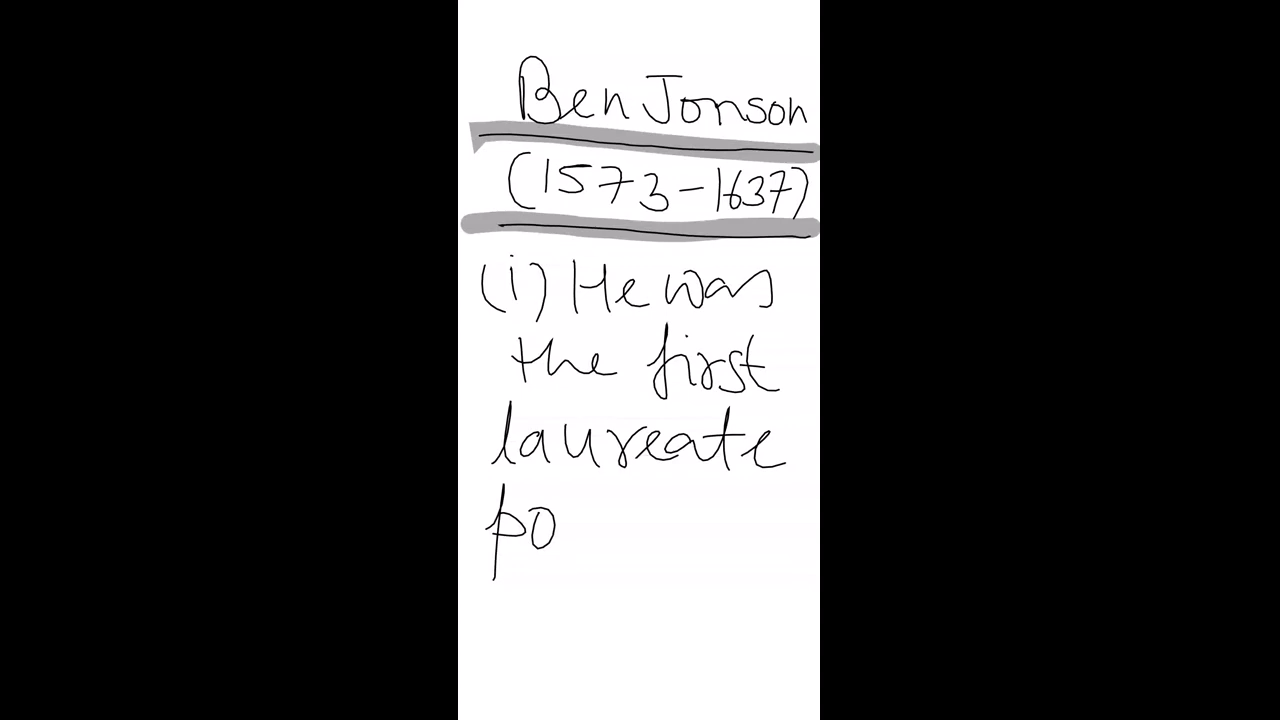 Ben Jonson
(1573-1637)
(i) He was
the first
laureate
po